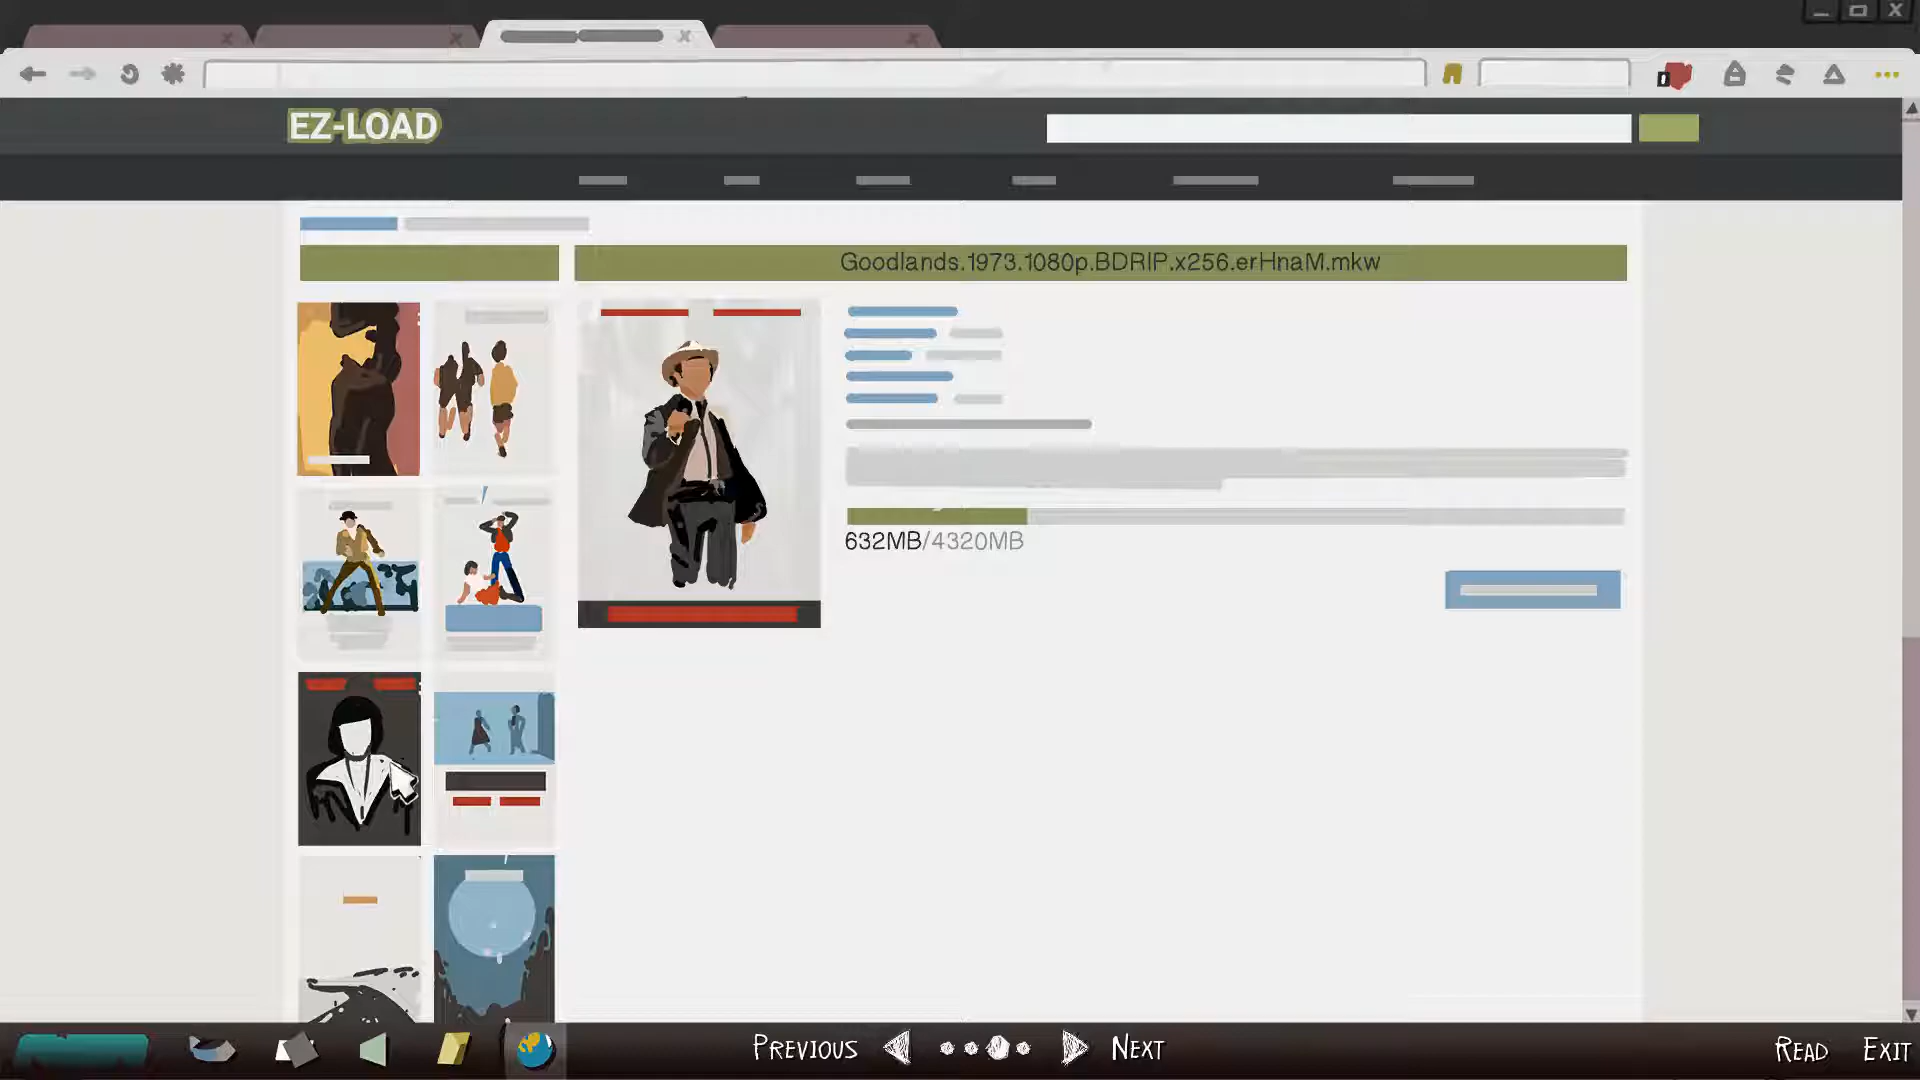 EZ-LOAD
Goodlands.1973.1080p.BDRIP.x256.erHnaM.mkw
632MB/4320MB
PREVIOUS NEXT READ EXIT